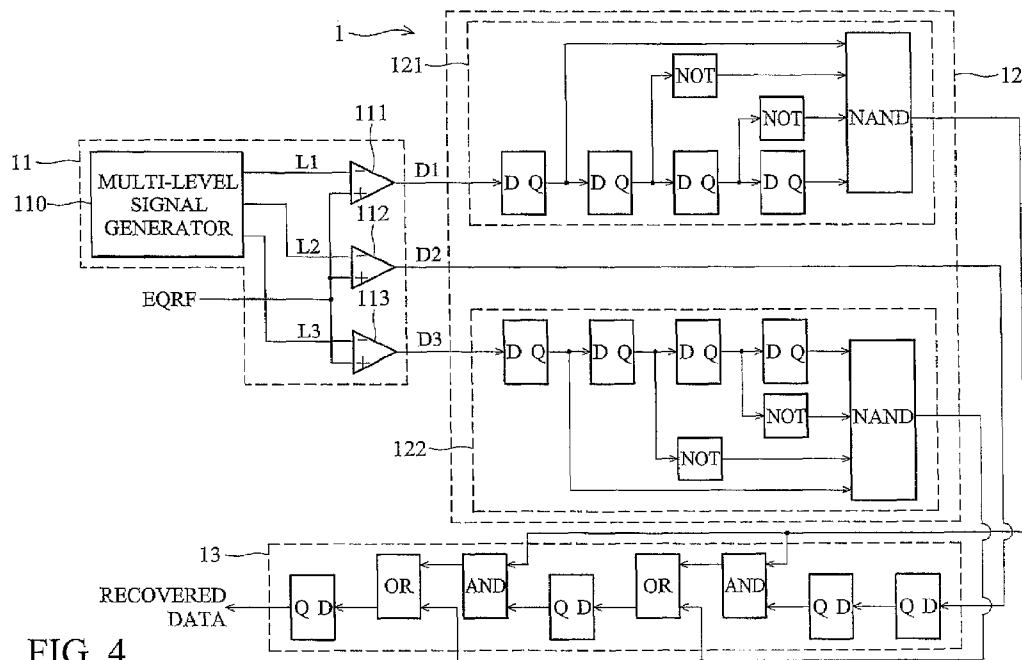 1
121
12
NOT
NOT
NAND
D Q
D Q
D Q
D Q
111
11
110
MULTI-LEVEL
SIGNAL
GENERATOR
L1
D1
−
+
112
L2
D2
−
+
113
EQRF
L3
D3
−
+
D Q
D Q
D Q
D Q
NAND
NOT
NOT
122
13
RECOVERED
DATA
Q D
OR
AND
Q D
OR
AND
Q D
Q D
FIG. 4